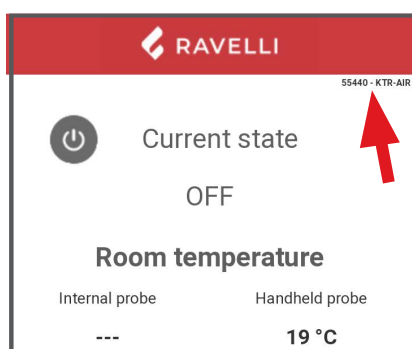 RAVELLI
55440 - KTR-AIR
Current state
OFF
Room temperature
Internal probe Handheld probe
--- 19 °C